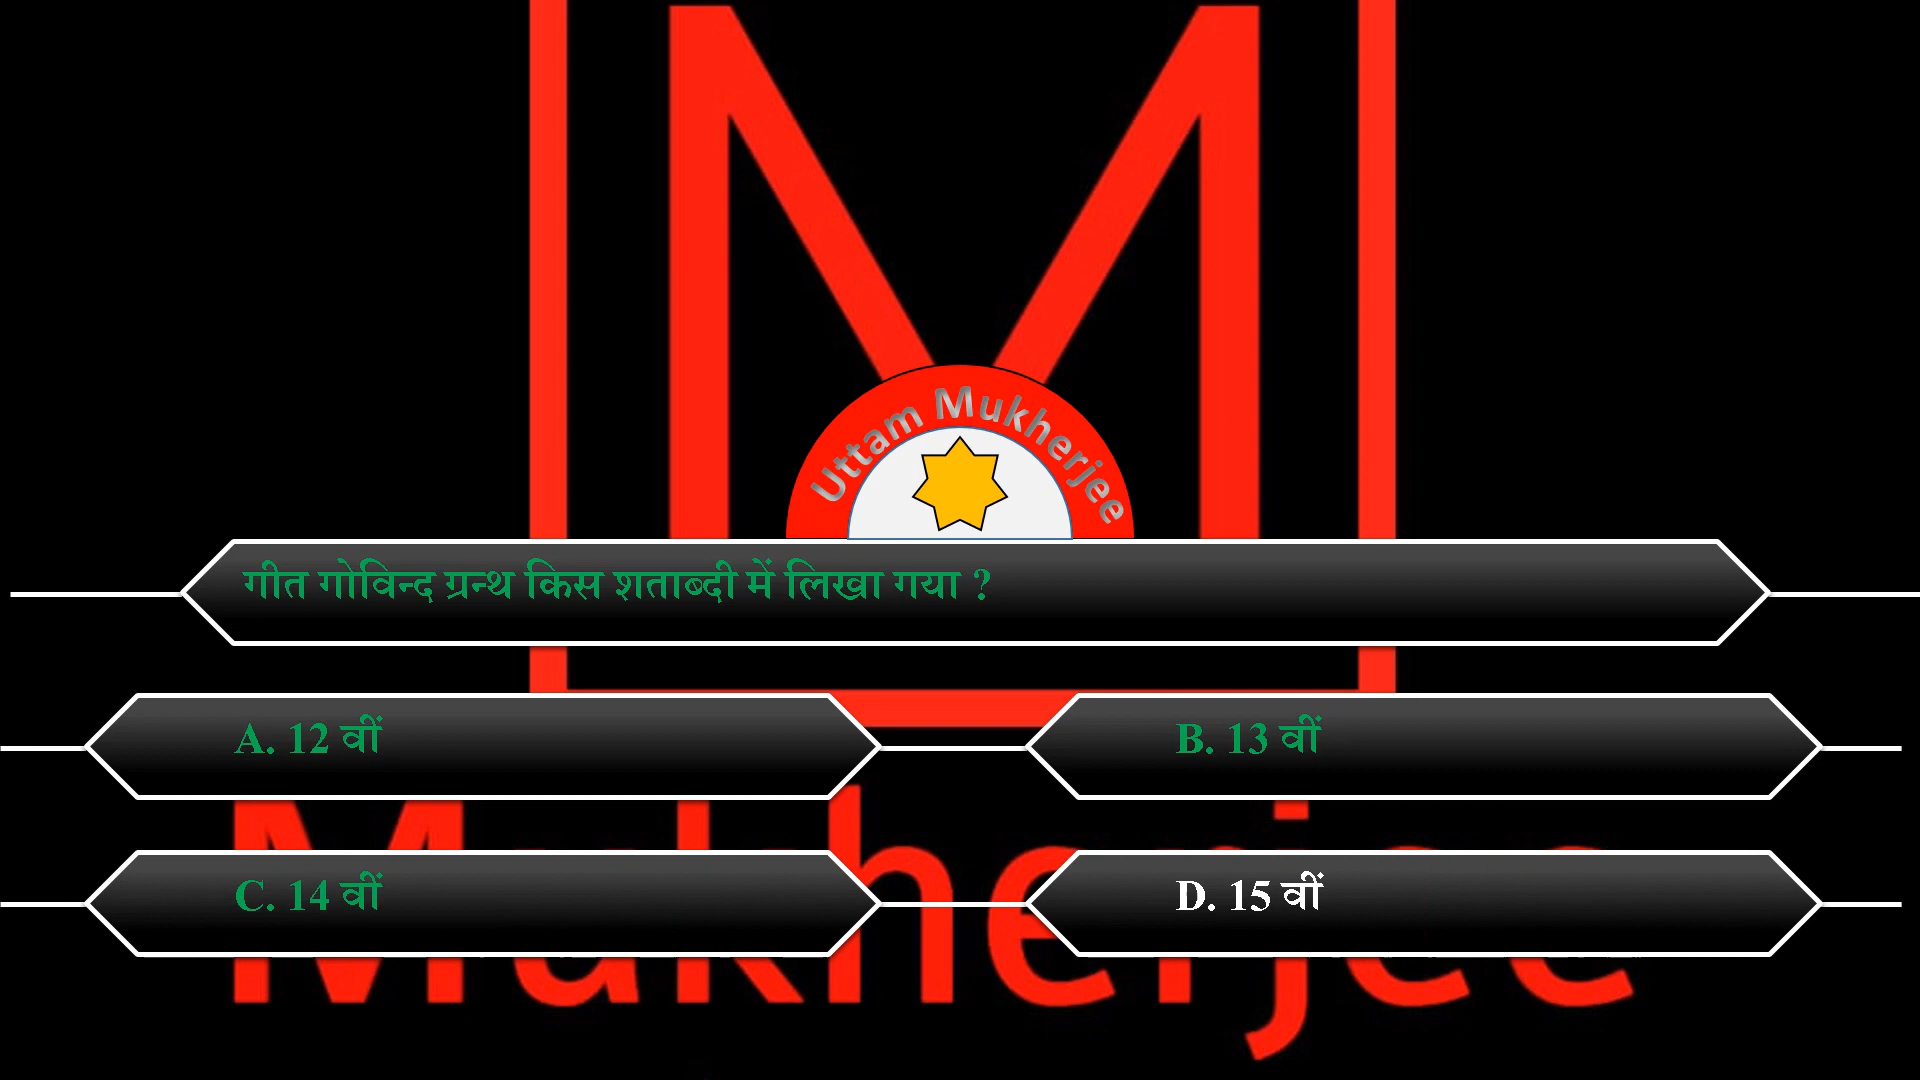 Uttam Mukherjee
गीत गोविन्द ग्रन्थ किस शताब्दी में लिखा गया ?
A. 12 वीं
B. 13 वीं
C. 14 वीं
D. 15 वीं
M
Mukherjee